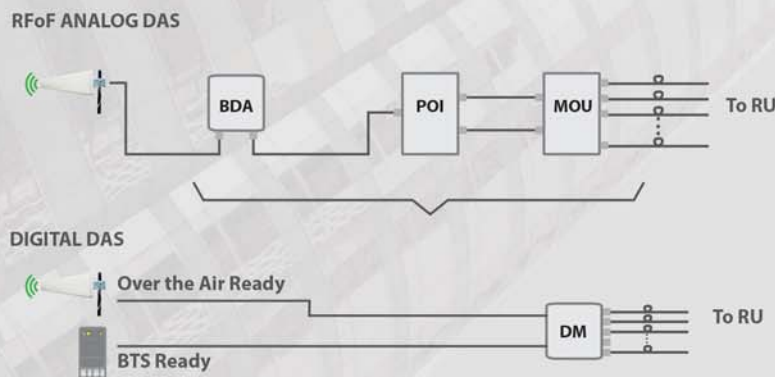 RFoF ANALOG DAS
BDA
POI
MOU
To RU
DIGITAL DAS
Over the Air Ready
BTS Ready
DM
To RU